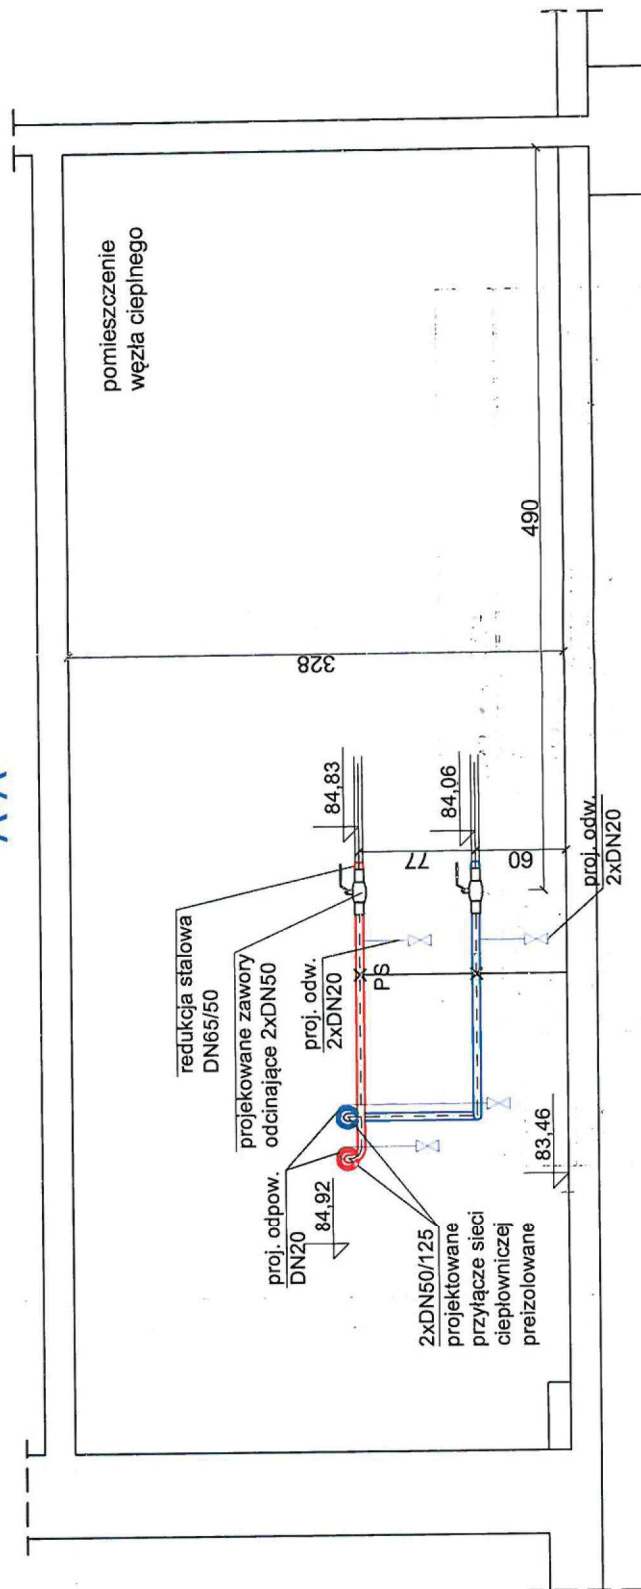 A-A
pomieszczenie
węzła cieplnego
redukcja stalowa
DN65/50
projekowane zawory
odcinające 2xDN50
proj. odw.
2xDN20
proj. odpow.
DN20
84,92
84,83
84,06
328
490
77
60
PS
proj. odw.
2xDN20
2xDN50/125
projektowane
przyłącze sieci
ciepłowniczej
preizolowane
83,46